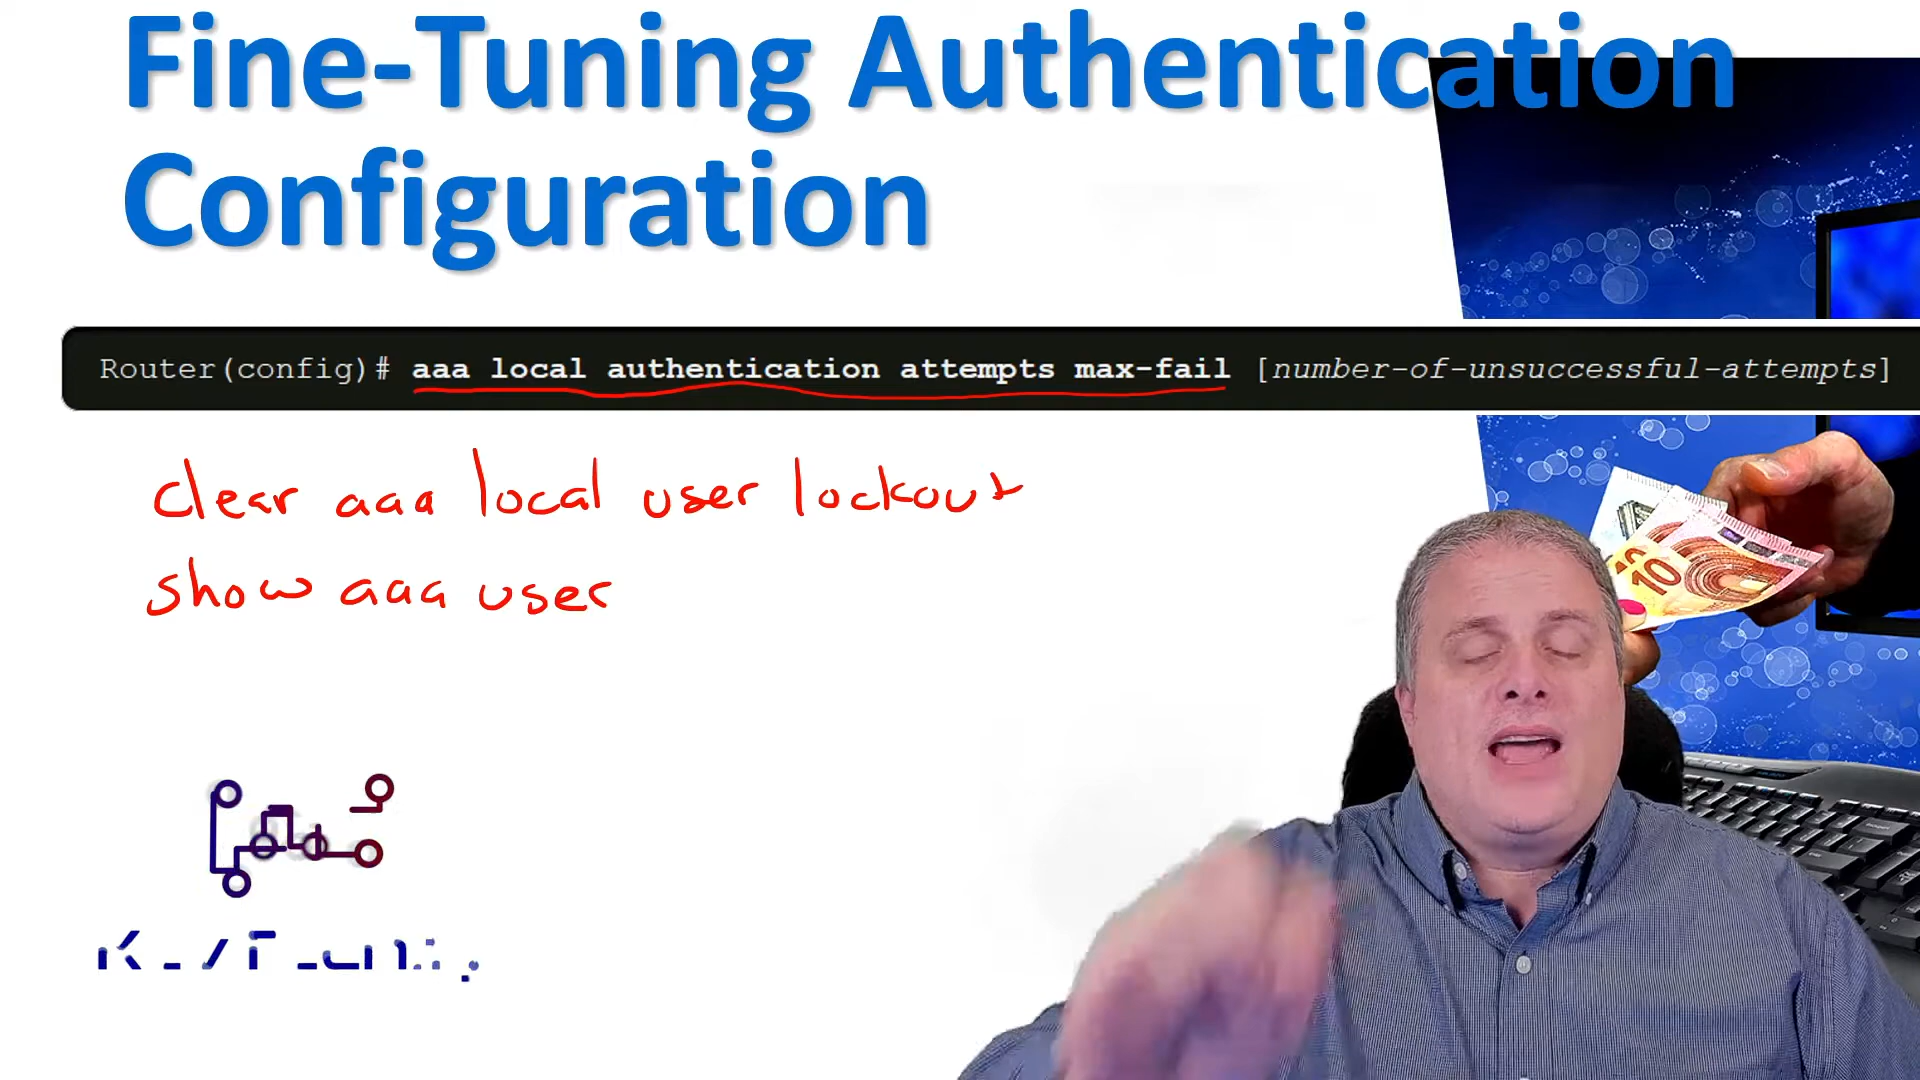 Fine-Tuning Authentication
Configuration
Router(config)# aaa local authentication attempts max-fail [number-of-unsuccessful-attempts]
clear aaa local user lockout
show aaa user
10